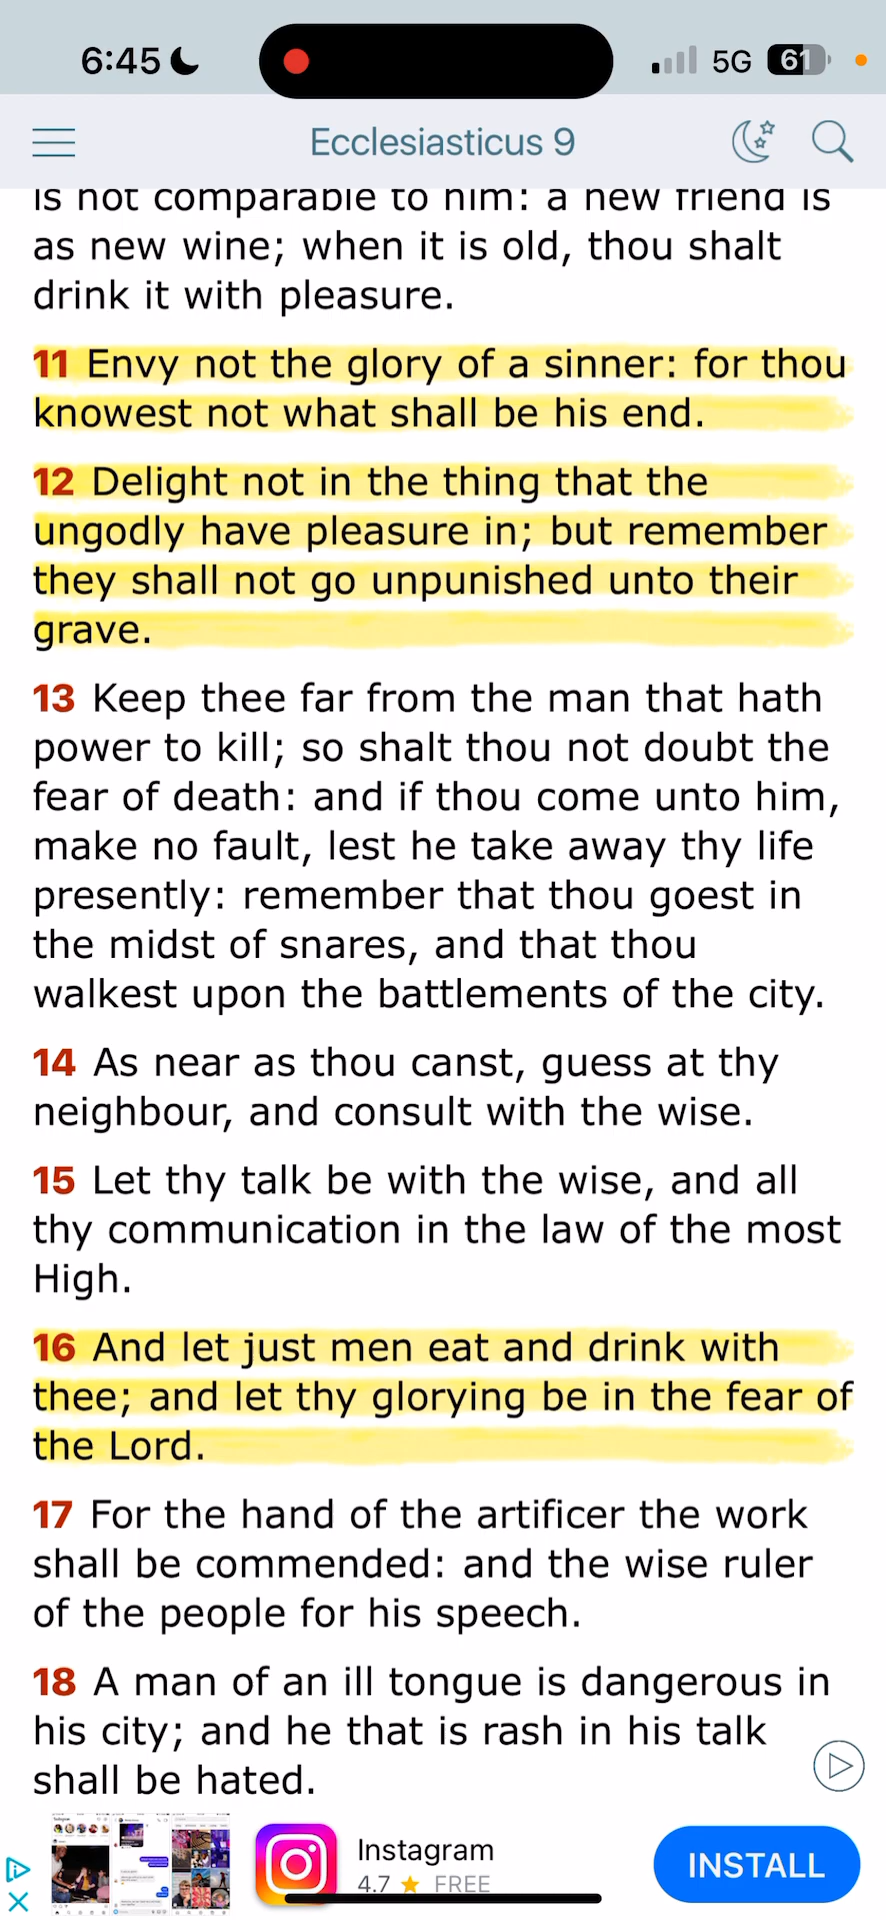 6:45
5G
61
Ecclesiasticus 9
is not comparable to him: a new friend is
as new wine; when it is old, thou shalt
drink it with pleasure.
11 Envy not the glory of a sinner: for thou
knowest not what shall be his end.
12 Delight not in the thing that the
ungodly have pleasure in; but remember
they shall not go unpunished unto their
grave.
13 Keep thee far from the man that hath
power to kill; so shalt thou not doubt the
fear of death: and if thou come unto him,
make no fault, lest he take away thy life
presently: remember that thou goest in
the midst of snares, and that thou
walkest upon the battlements of the city.
14 As near as thou canst, guess at thy
neighbour, and consult with the wise.
15 Let thy talk be with the wise, and all
thy communication in the law of the most
High.
16 And let just men eat and drink with
thee; and let thy glorying be in the fear of
the Lord.
17 For the hand of the artificer the work
shall be commended: and the wise ruler
of the people for his speech.
18 A man of an ill tongue is dangerous in
his city; and he that is rash in his talk
shall be hated.
Instagram
4.7 ★ FREE
INSTALL